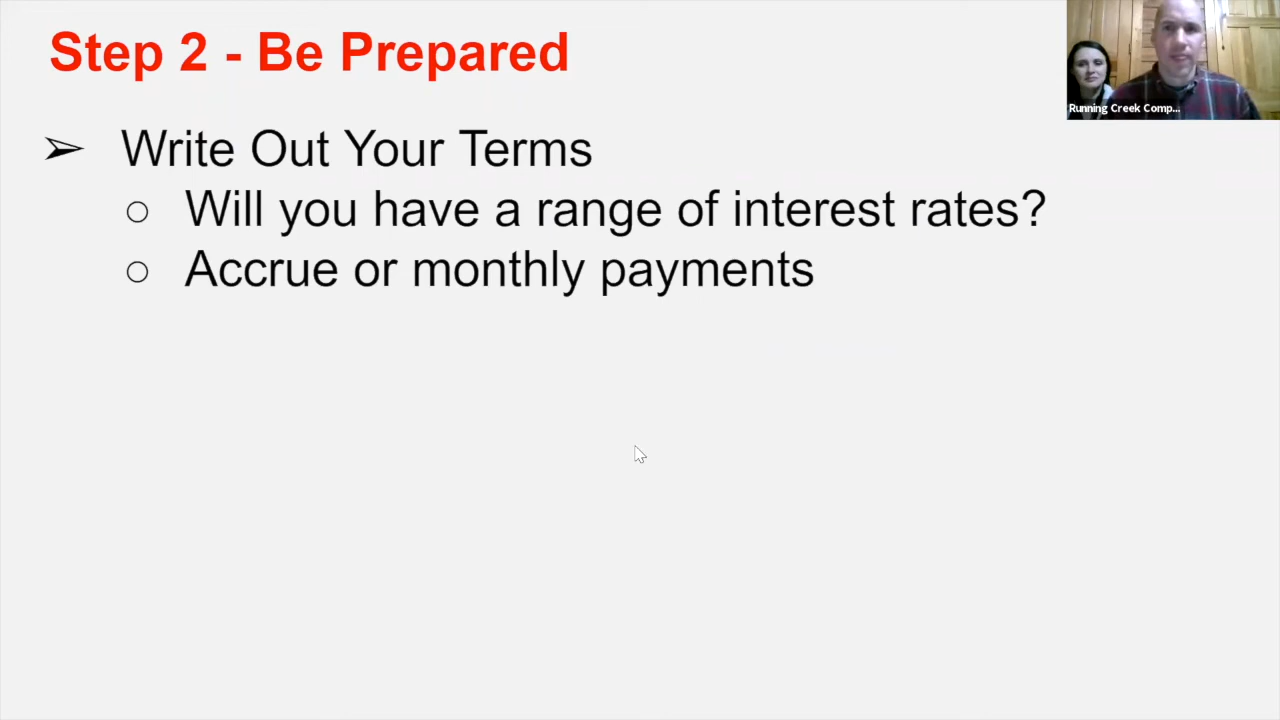 Step 2 - Be Prepared
➢ Write Out Your Terms
○ Will you have a range of interest rates?
○ Accrue or monthly payments
Running Creek Comp...